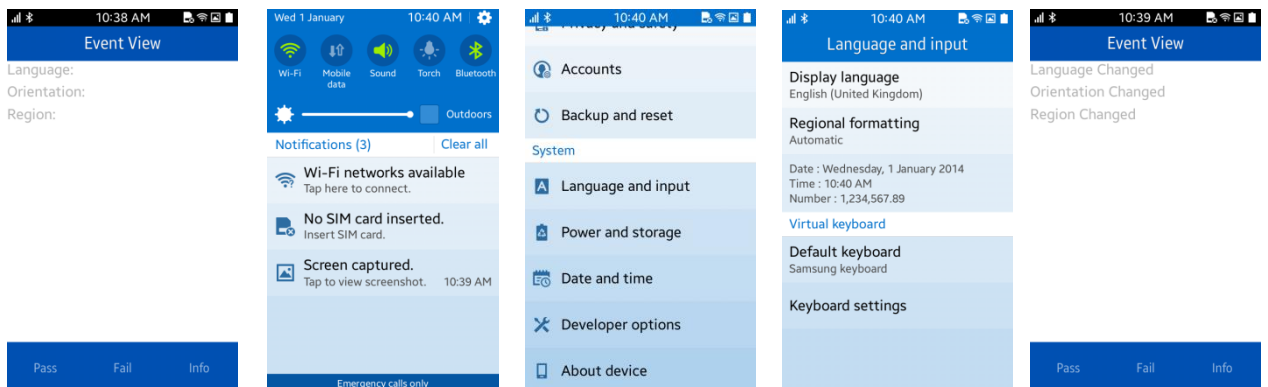 10:38 AM
Event View
Language:
Orientation:
Region:
Pass Fail Info
Wed 1 January 10:40 AM
Wi-Fi Mobile data Sound Torch Bluetooth
Outdoors
Notifications (3) Clear all
Wi-Fi networks available
Tap here to connect.
No SIM card inserted.
Insert SIM card.
Screen captured.
Tap to view screenshot. 10:39 AM
Emergency calls only
10:40 AM
Privacy and safety
Accounts
Backup and reset
System
Language and input
Power and storage
Date and time
Developer options
About device
10:40 AM
Language and input
Display language
English (United Kingdom)
Regional formatting
Automatic
Date : Wednesday, 1 January 2014
Time : 10:40 AM
Number : 1,234,567.89
Virtual keyboard
Default keyboard
Samsung keyboard
Keyboard settings
10:39 AM
Event View
Language Changed
Orientation Changed
Region Changed
Pass Fail Info